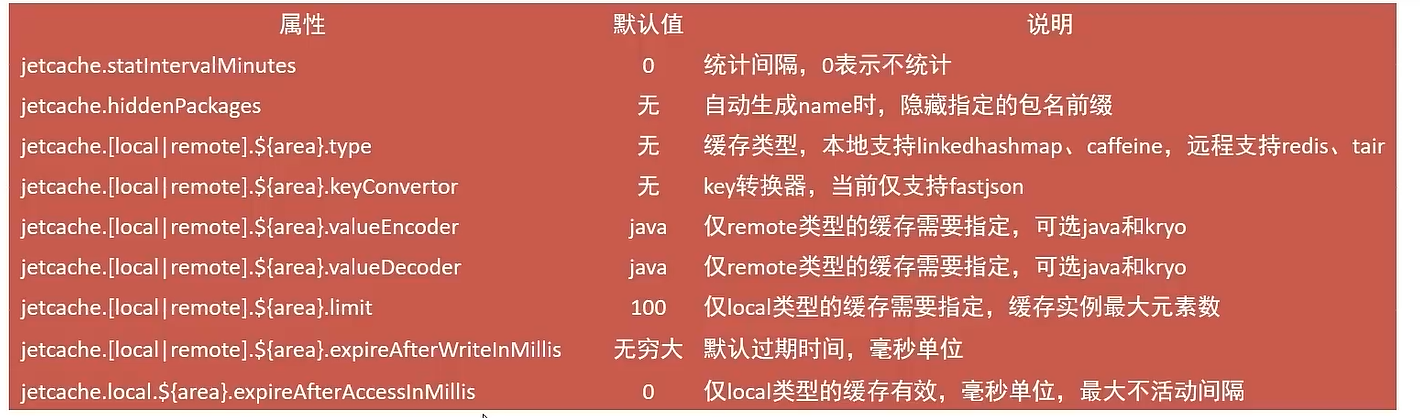 属性 默认值 说明
jetcache.statIntervalMinutes 0 统计间隔，0表示不统计
jetcache.hiddenPackages 无 自动生成name时，隐藏指定的包名前缀
jetcache.[local|remote].${area}.type 无 缓存类型，本地支持linkedhashmap、caffeine，远程支持redis、tair
jetcache.[local|remote].${area}.keyConvertor 无 key转换器，当前仅支持fastjson
jetcache.[local|remote].${area}.valueEncoder java 仅remote类型的缓存需要指定，可选java和kryo
jetcache.[local|remote].${area}.valueDecoder java 仅remote类型的缓存需要指定，可选java和kryo
jetcache.[local|remote].${area}.limit 100 仅local类型的缓存需要指定，缓存实例最大元素数
jetcache.[local|remote].${area}.expireAfterWriteInMillis 无穷大 默认过期时间，毫秒单位
jetcache.local.${area}.expireAfterAccessInMillis 0 仅local类型的缓存有效，毫秒单位，最大不活动间隔